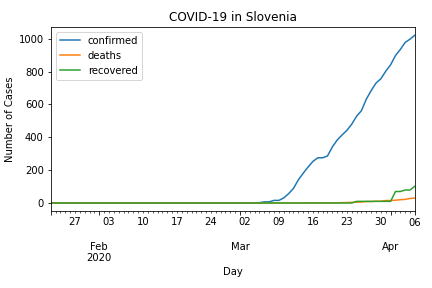 COVID-19 in Slovenia
confirmed
deaths
recovered
1000
800
600
400
200
0
Number of Cases
27 03 10 17 24 02 09 16 23 30 06
Feb Mar Apr
2020
Day